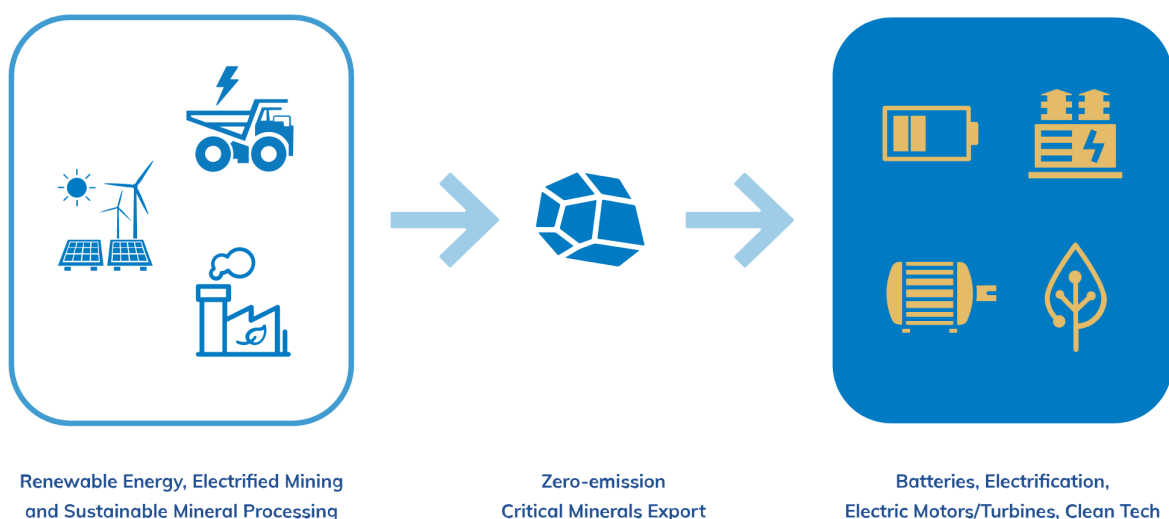 Renewable Energy, Electrified Mining
and Sustainable Mineral Processing
Zero-emission
Critical Minerals Export
Batteries, Electrification,
Electric Motors/Turbines, Clean Tech